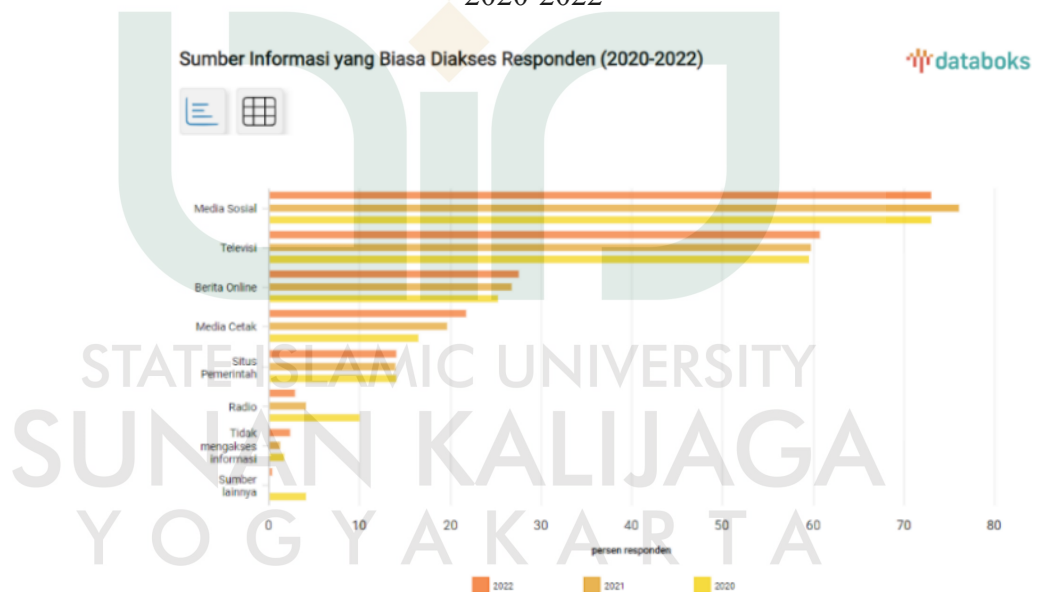 2020-2022
Sumber Informasi yang Biasa Diakses Responden (2020-2022)
databoks
Media Sosial
Televisi
Berita Online
Media Cetak
Situs
Pemerintah
Radio
Tidak
mengakses
informasi
Sumber
lainnya
0 10 20 30 40 50 60 70 80
persen responden
2022 2021 2020
STATE ISLAMIC UNIVERSITY
SUNAN KALIJAGA
YOGYAKARTA